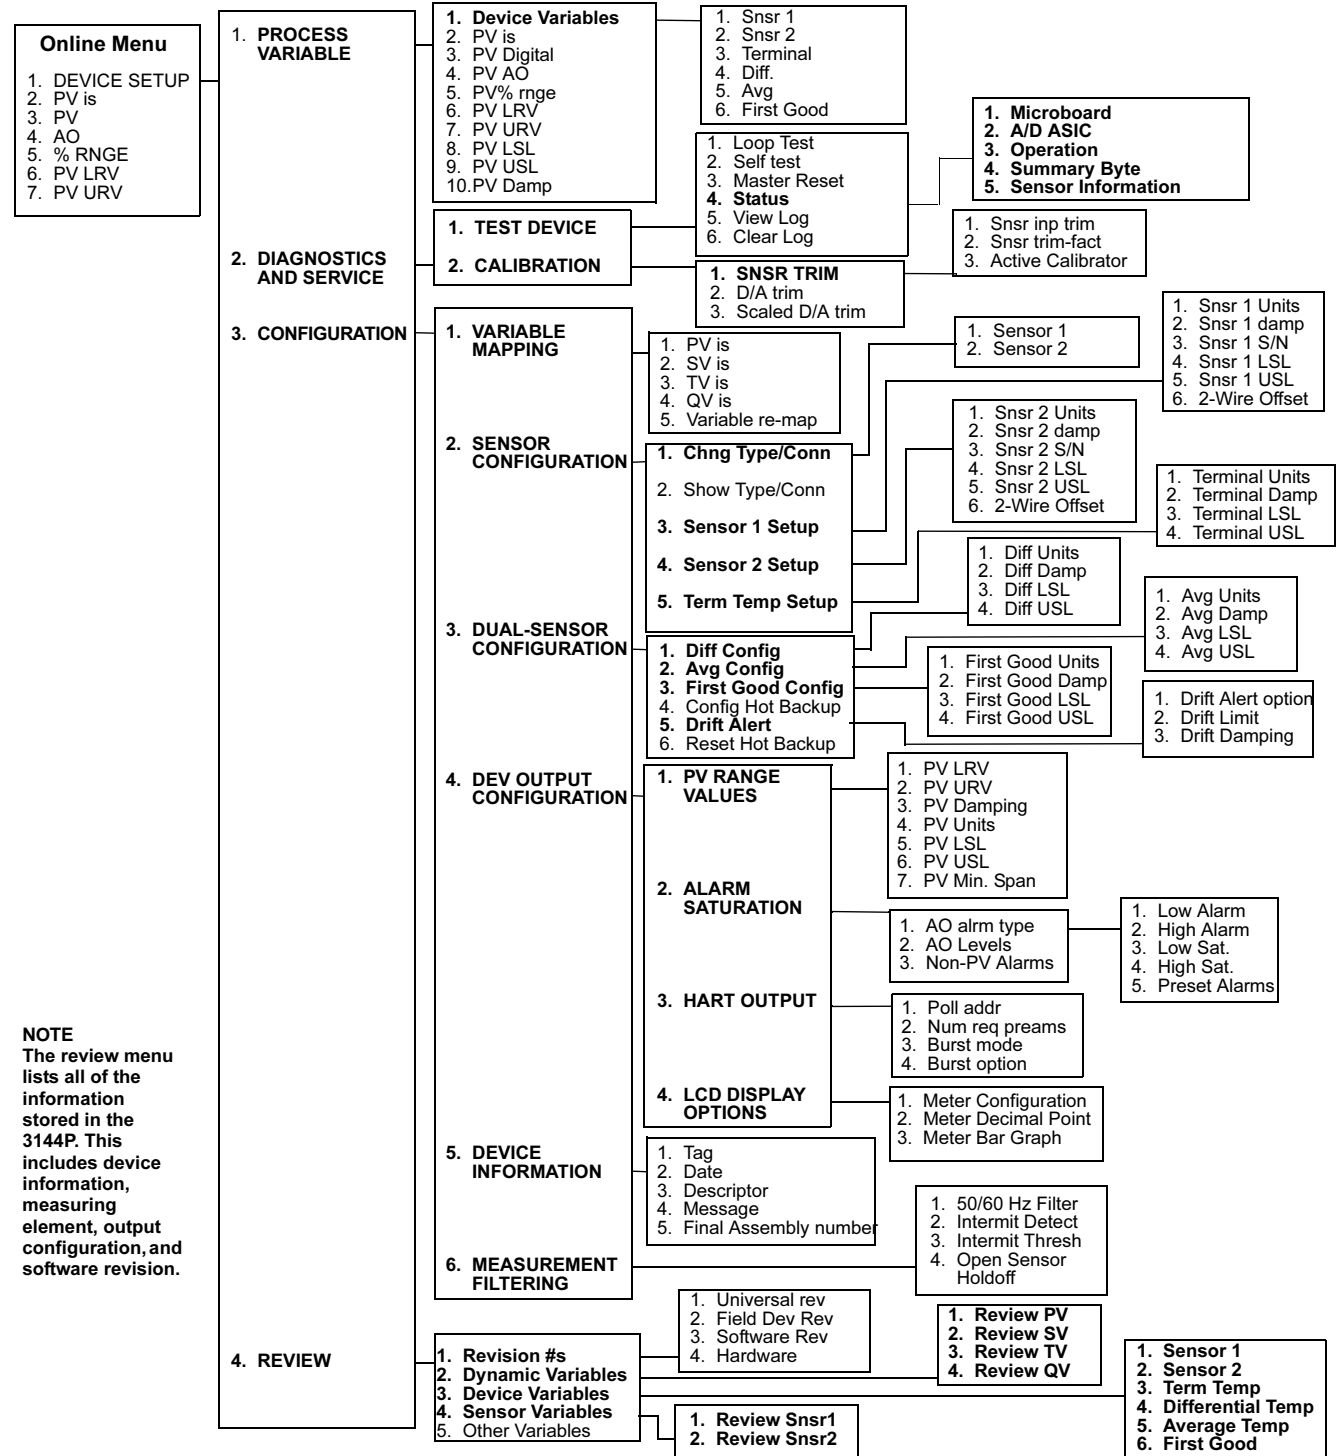 Online Menu
1. DEVICE SETUP
2. PV is
3. PV
4. AO
5. % RNGE
6. PV LRV
7. PV URV
1. PROCESS
VARIABLE
2. DIAGNOSTICS
AND SERVICE
3. CONFIGURATION
4. REVIEW
1. Device Variables
2. PV is
3. PV Digital
4. PV AO
5. PV% rnge
6. PV LRV
7. PV URV
8. PV LSL
9. PV USL
10.PV Damp
1. Snsr 1
2. Snsr 2
3. Terminal
4. Diff.
5. Avg
6. First Good
1. TEST DEVICE
2. CALIBRATION
1. Loop Test
2. Self test
3. Master Reset
4. Status
5. View Log
6. Clear Log
1. Microboard
2. A/D ASIC
3. Operation
4. Summary Byte
5. Sensor Information
1. SNSR TRIM
2. D/A trim
3. Scaled D/A trim
1. Snsr inp trim
2. Snsr trim-fact
3. Active Calibrator
1. VARIABLE
MAPPING
2. SENSOR
CONFIGURATION
3. DUAL-SENSOR
CONFIGURATION
4. DEV OUTPUT
CONFIGURATION
5. DEVICE
INFORMATION
6. MEASUREMENT
FILTERING
1. PV is
2. SV is
3. TV is
4. QV is
5. Variable re-map
1. Chng Type/Conn
2. Show Type/Conn
3. Sensor 1 Setup
4. Sensor 2 Setup
5. Term Temp Setup
1. Sensor 1
2. Sensor 2
1. Snsr 1 Units
2. Snsr 1 damp
3. Snsr 1 S/N
4. Snsr 1 LSL
5. Snsr 1 USL
6. 2-Wire Offset
1. Snsr 2 Units
2. Snsr 2 damp
3. Snsr 2 S/N
4. Snsr 2 LSL
5. Snsr 2 USL
6. 2-Wire Offset
1. Terminal Units
2. Terminal Damp
3. Terminal LSL
4. Terminal USL
1. Diff Config
2. Avg Config
3. First Good Config
4. Config Hot Backup
5. Drift Alert
6. Reset Hot Backup
1. Diff Units
2. Diff Damp
3. Diff LSL
4. Diff USL
1. Avg Units
2. Avg Damp
3. Avg LSL
4. Avg USL
1. First Good Units
2. First Good Damp
3. First Good LSL
4. First Good USL
1. Drift Alert option
2. Drift Limit
3. Drift Damping
1. PV RANGE
VALUES
2. ALARM
SATURATION
3. HART OUTPUT
4. LCD DISPLAY
OPTIONS
1. PV LRV
2. PV URV
3. PV Damping
4. PV Units
5. PV LSL
6. PV USL
7. PV Min. Span
1. AO alrm type
2. AO Levels
3. Non-PV Alarms
1. Low Alarm
2. High Alarm
3. Low Sat.
4. High Sat.
5. Preset Alarms
1. Poll addr
2. Num req preams
3. Burst mode
4. Burst option
1. Meter Configuration
2. Meter Decimal Point
3. Meter Bar Graph
1. Tag
2. Date
3. Descriptor
4. Message
5. Final Assembly number
1. 50/60 Hz Filter
2. Intermit Detect
3. Intermit Thresh
4. Open Sensor
Holdoff
1. Revision #s
2. Dynamic Variables
3. Device Variables
4. Sensor Variables
5. Other Variables
1. Universal rev
2. Field Dev Rev
3. Software Rev
4. Hardware
1. Review PV
2. Review SV
3. Review TV
4. Review QV
1. Sensor 1
2. Sensor 2
3. Term Temp
4. Differential Temp
5. Average Temp
6. First Good
1. Review Snsr1
2. Review Snsr2
NOTE
The review menu
lists all of the
information
stored in the
3144P. This
includes device
information,
measuring
element, output
configuration, and
software revision.